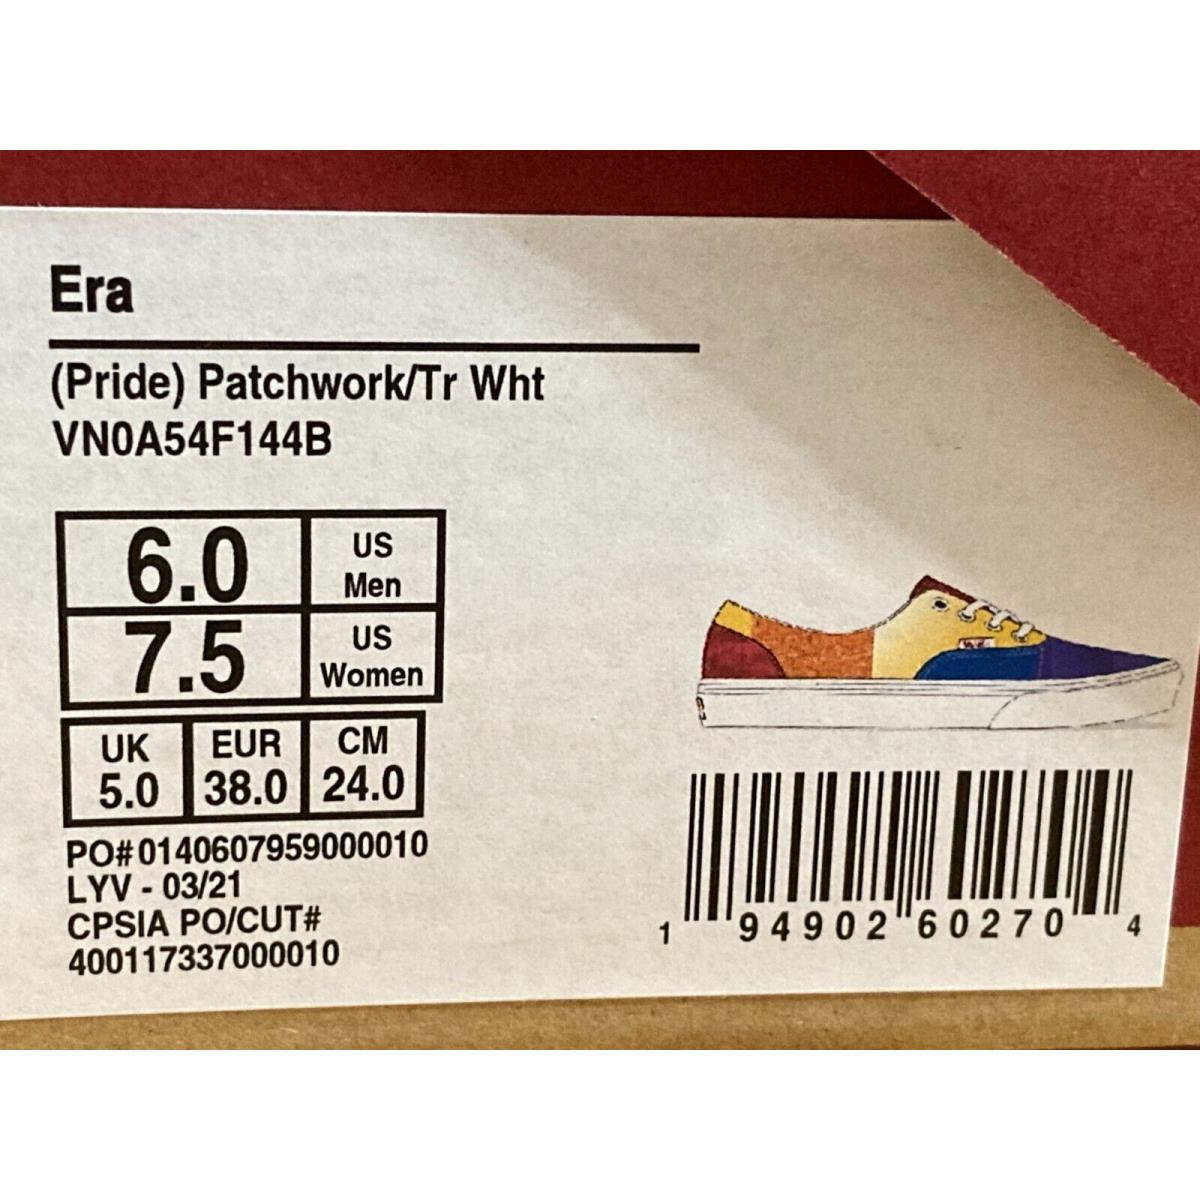 Era
(Pride) Patchwork/Tr Wht
VN0A54F144B
6.0 US Men
7.5 US Women
UK EUR CM
5.0 38.0 24.0
PO#0140607959000010
LYV - 03/21
CPSIA PO/CUT#
400117337000010
1 94902 60270 4